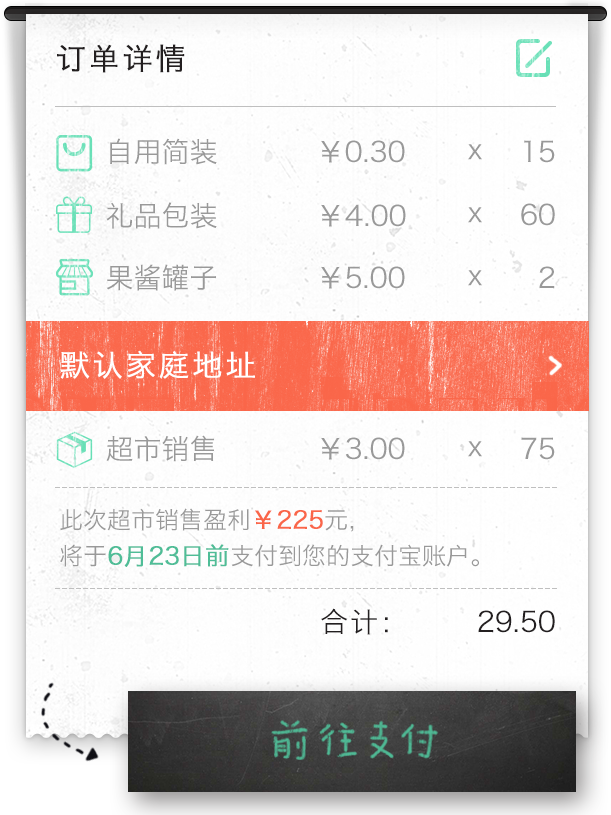 订单详情
自用简装 ￥0.30 x 15
礼品包装 ￥4.00 x 60
果酱罐子 ￥5.00 x 2
默认家庭地址
超市销售 ￥3.00 x 75
此次超市销售盈利￥225元，
将于6月23日前支付到您的支付宝账户。
合计： 29.50
前往支付